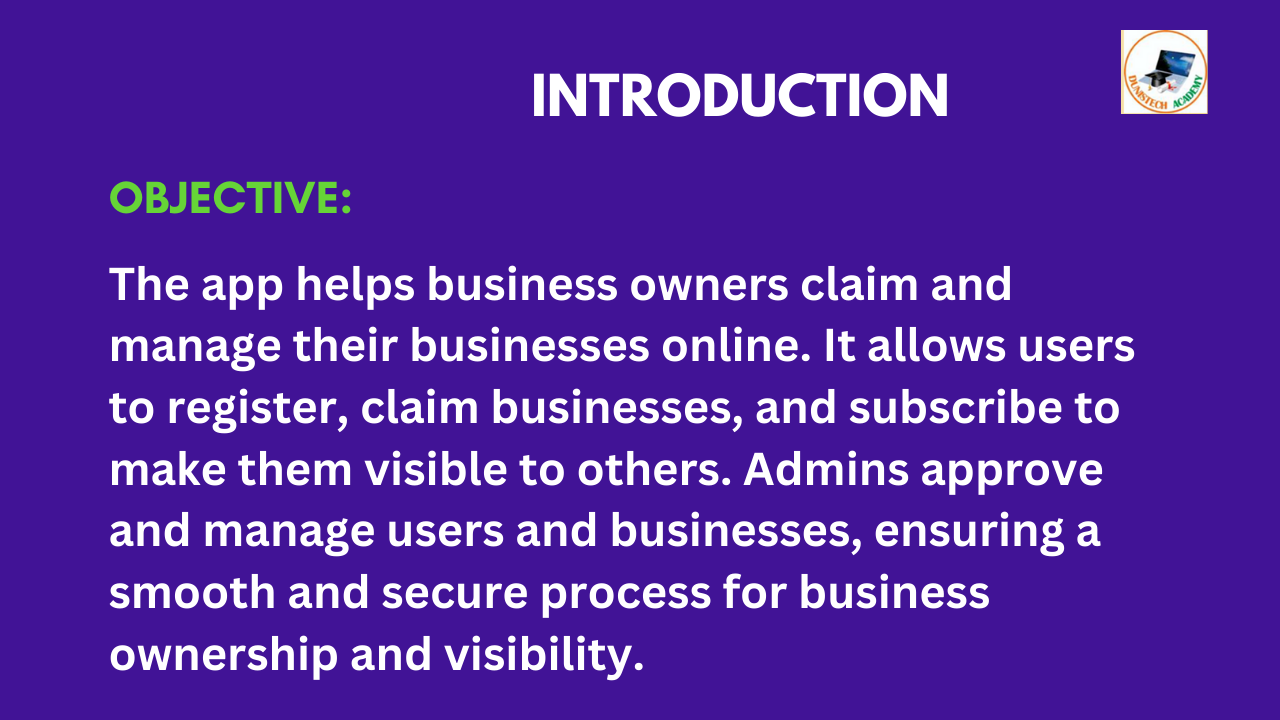 INTRODUCTION
DUNISTECH ACADEMY
OBJECTIVE:
The app helps business owners claim and
manage their businesses online. It allows users
to register, claim businesses, and subscribe to
make them visible to others. Admins approve
and manage users and businesses, ensuring a
smooth and secure process for business
ownership and visibility.